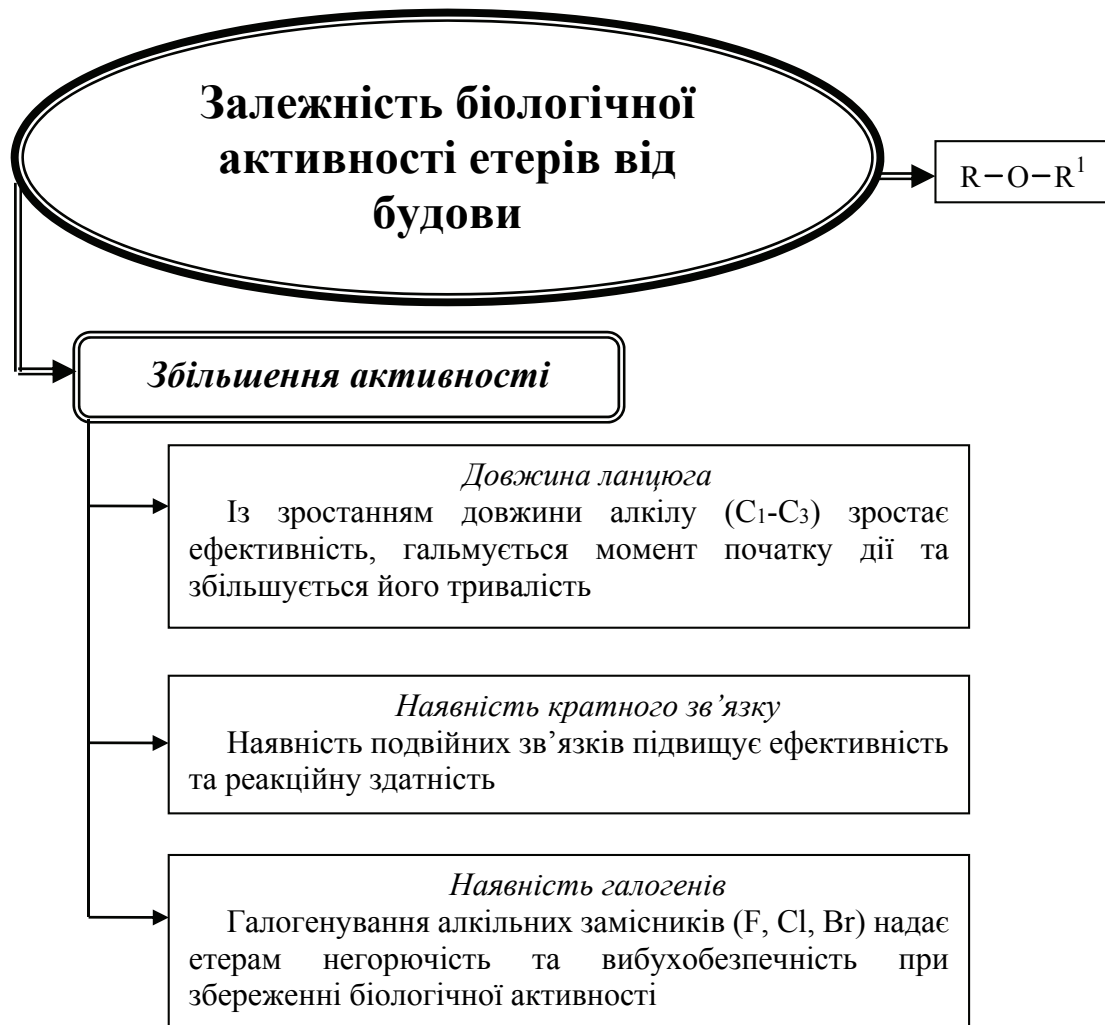 Залежність біологічної
активності етерів від
будови
R–O–R¹
Збільшення активності
Довжина ланцюга
Із зростанням довжини алкілу (C₁-C₃) зростає
ефективність, гальмується момент початку дії та
збільшується його тривалість
Наявність кратного зв’язку
Наявність подвійних зв’язків підвищує ефективність
та реакційну здатність
Наявність галогенів
Галогенування алкільних замісників (F, Cl, Br) надає
етерам негорючість та вибухобезпечність при
збереженні біологічної активності